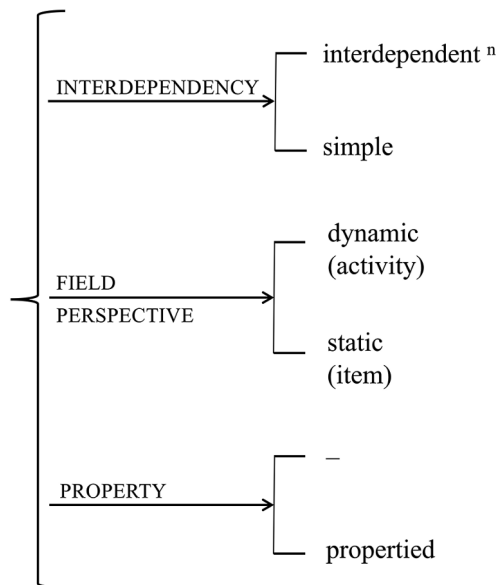 interdependent ⁿ
INTERDEPENDENCY
simple
dynamic
(activity)
FIELD
PERSPECTIVE
static
(item)
–
PROPERTY
propertied